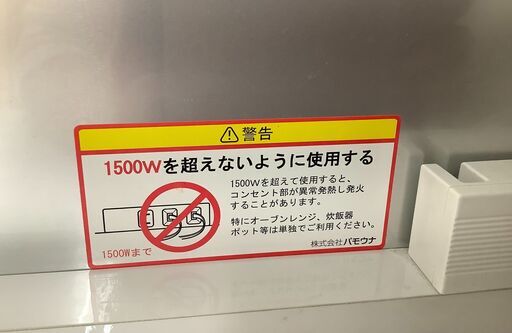 ⚠警告
1500Wを超えないように使用する
1500Wを超えて使用すると、
コンセント部が異常発熱し発火
することがあります。
特にオーブンレンジ、炊飯器
ポット等は単独でご利用ください。
1500Wまで
株式会社パモウナ